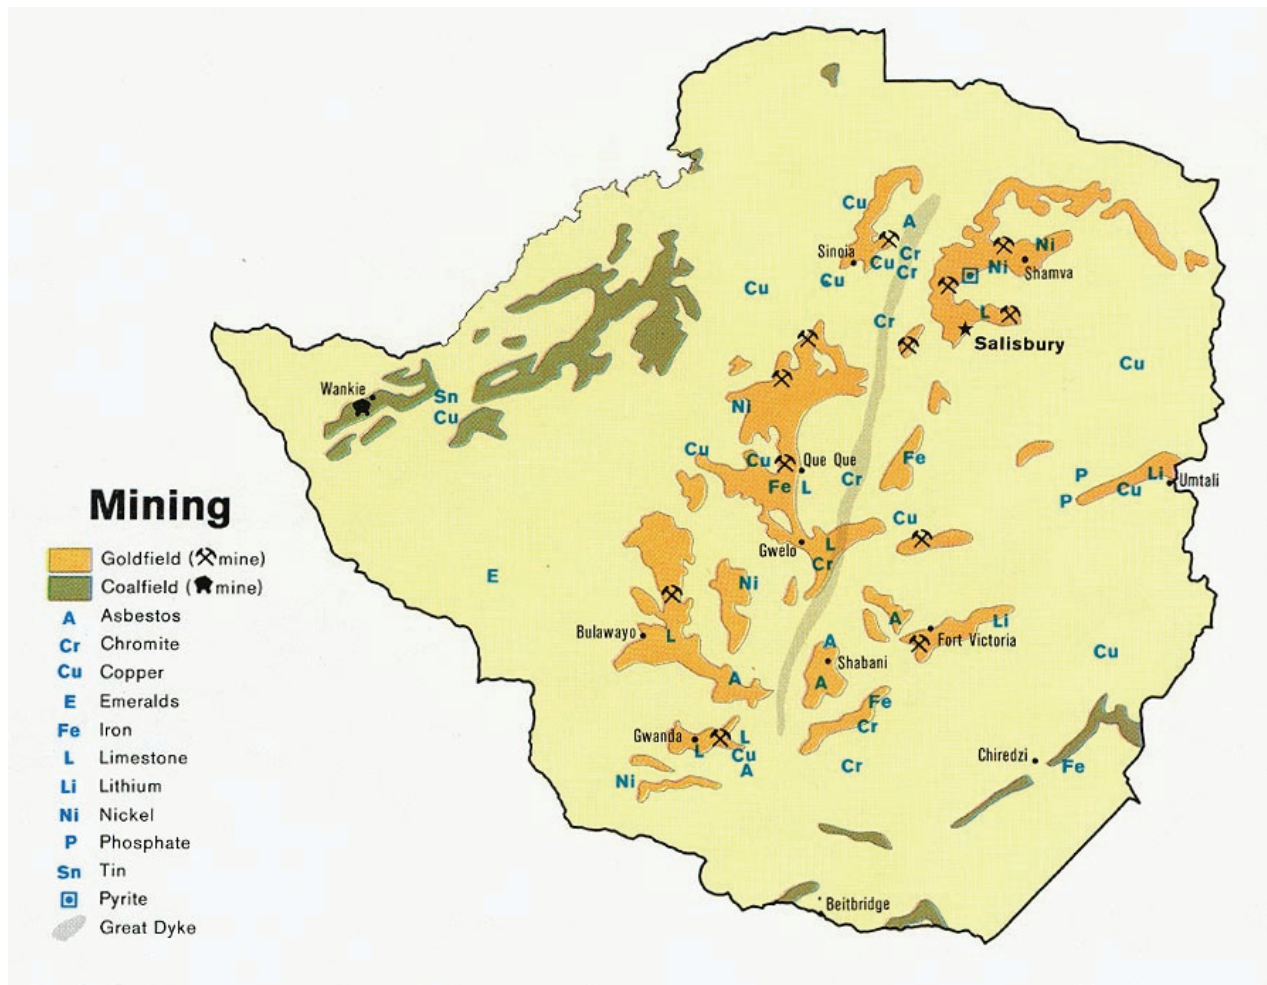 Cu
A
Sinoia
Cu
Cr
Cr
Cu
Ni
Ni
Shamva
Cu
Cr
L
Salisbury
Cu
Wankie
Sn
Cu
Ni
Cu
Cu
Que Que
Fe
L
Cr
Fe
P
P
Cu
Li
Umtali
Mining
Goldfield (mine)
Coalfield (mine)
A Asbestos
Cr Chromite
Cu Copper
E Emeralds
Fe Iron
L Limestone
Li Lithium
Ni Nickel
P Phosphate
Sn Tin
Pyrite
Great Dyke
Cu
Gwelo
L
Cr
E
Ni
Bulawayo
L
A
A
Li
Fort Victoria
A
Shabani
A
Cu
Fe
Cr
Gwanda
L
L
Cu
A
Ni
Cr
Chiredzi
Fe
Beitbridge